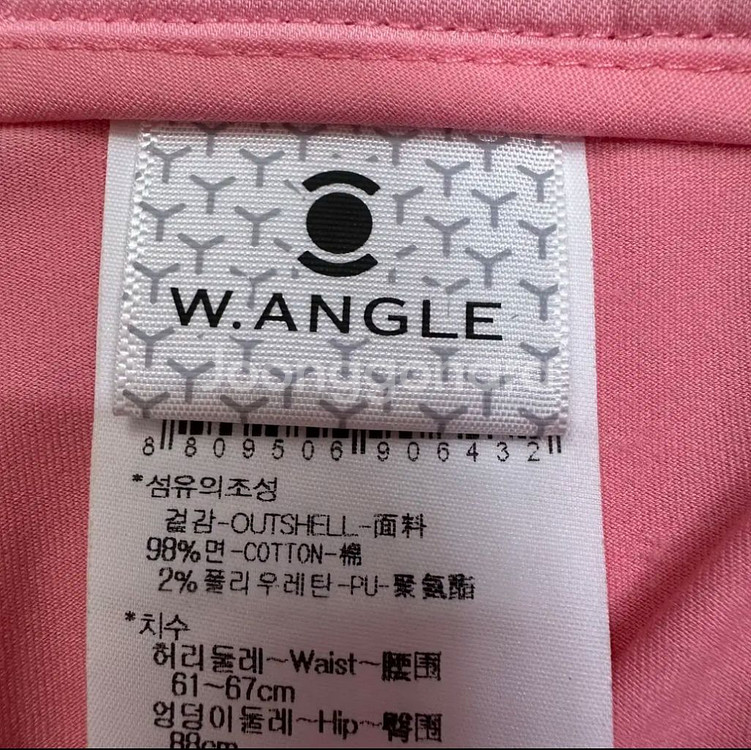 W.ANGLE
joongonara
8 809506 906432
*섬유의조성
겉감-OUTSHELL-面料
98%면-COTTON-棉
2%폴리우레탄-PU-聚氨酯
*치수
허리둘레~Waist~腰围
61~67cm
엉덩이둘레~Hip~臀围
88cm